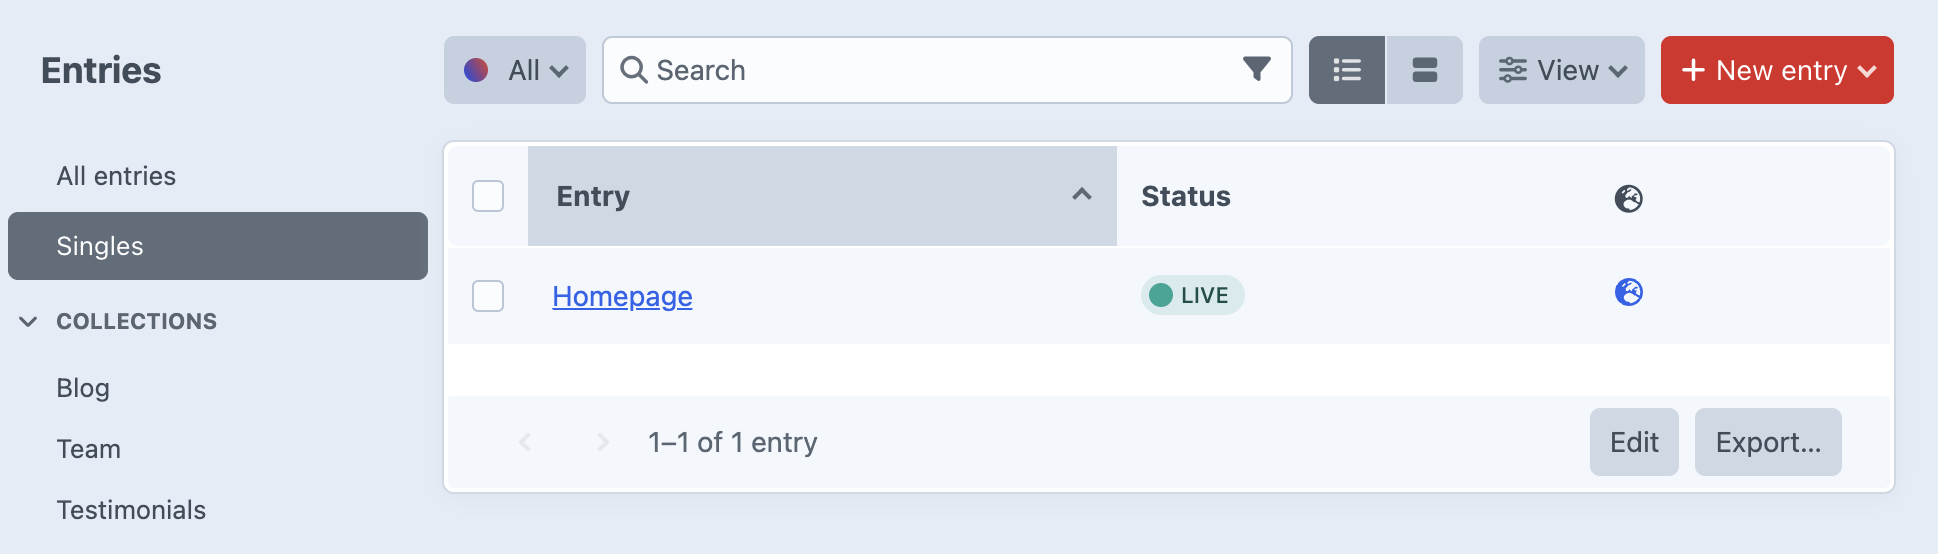 Entries
All entries
Singles
COLLECTIONS
Blog
Team
Testimonials
All
Search
View
New entry
Entry
Status
Homepage
LIVE
1–1 of 1 entry
Edit
Export...